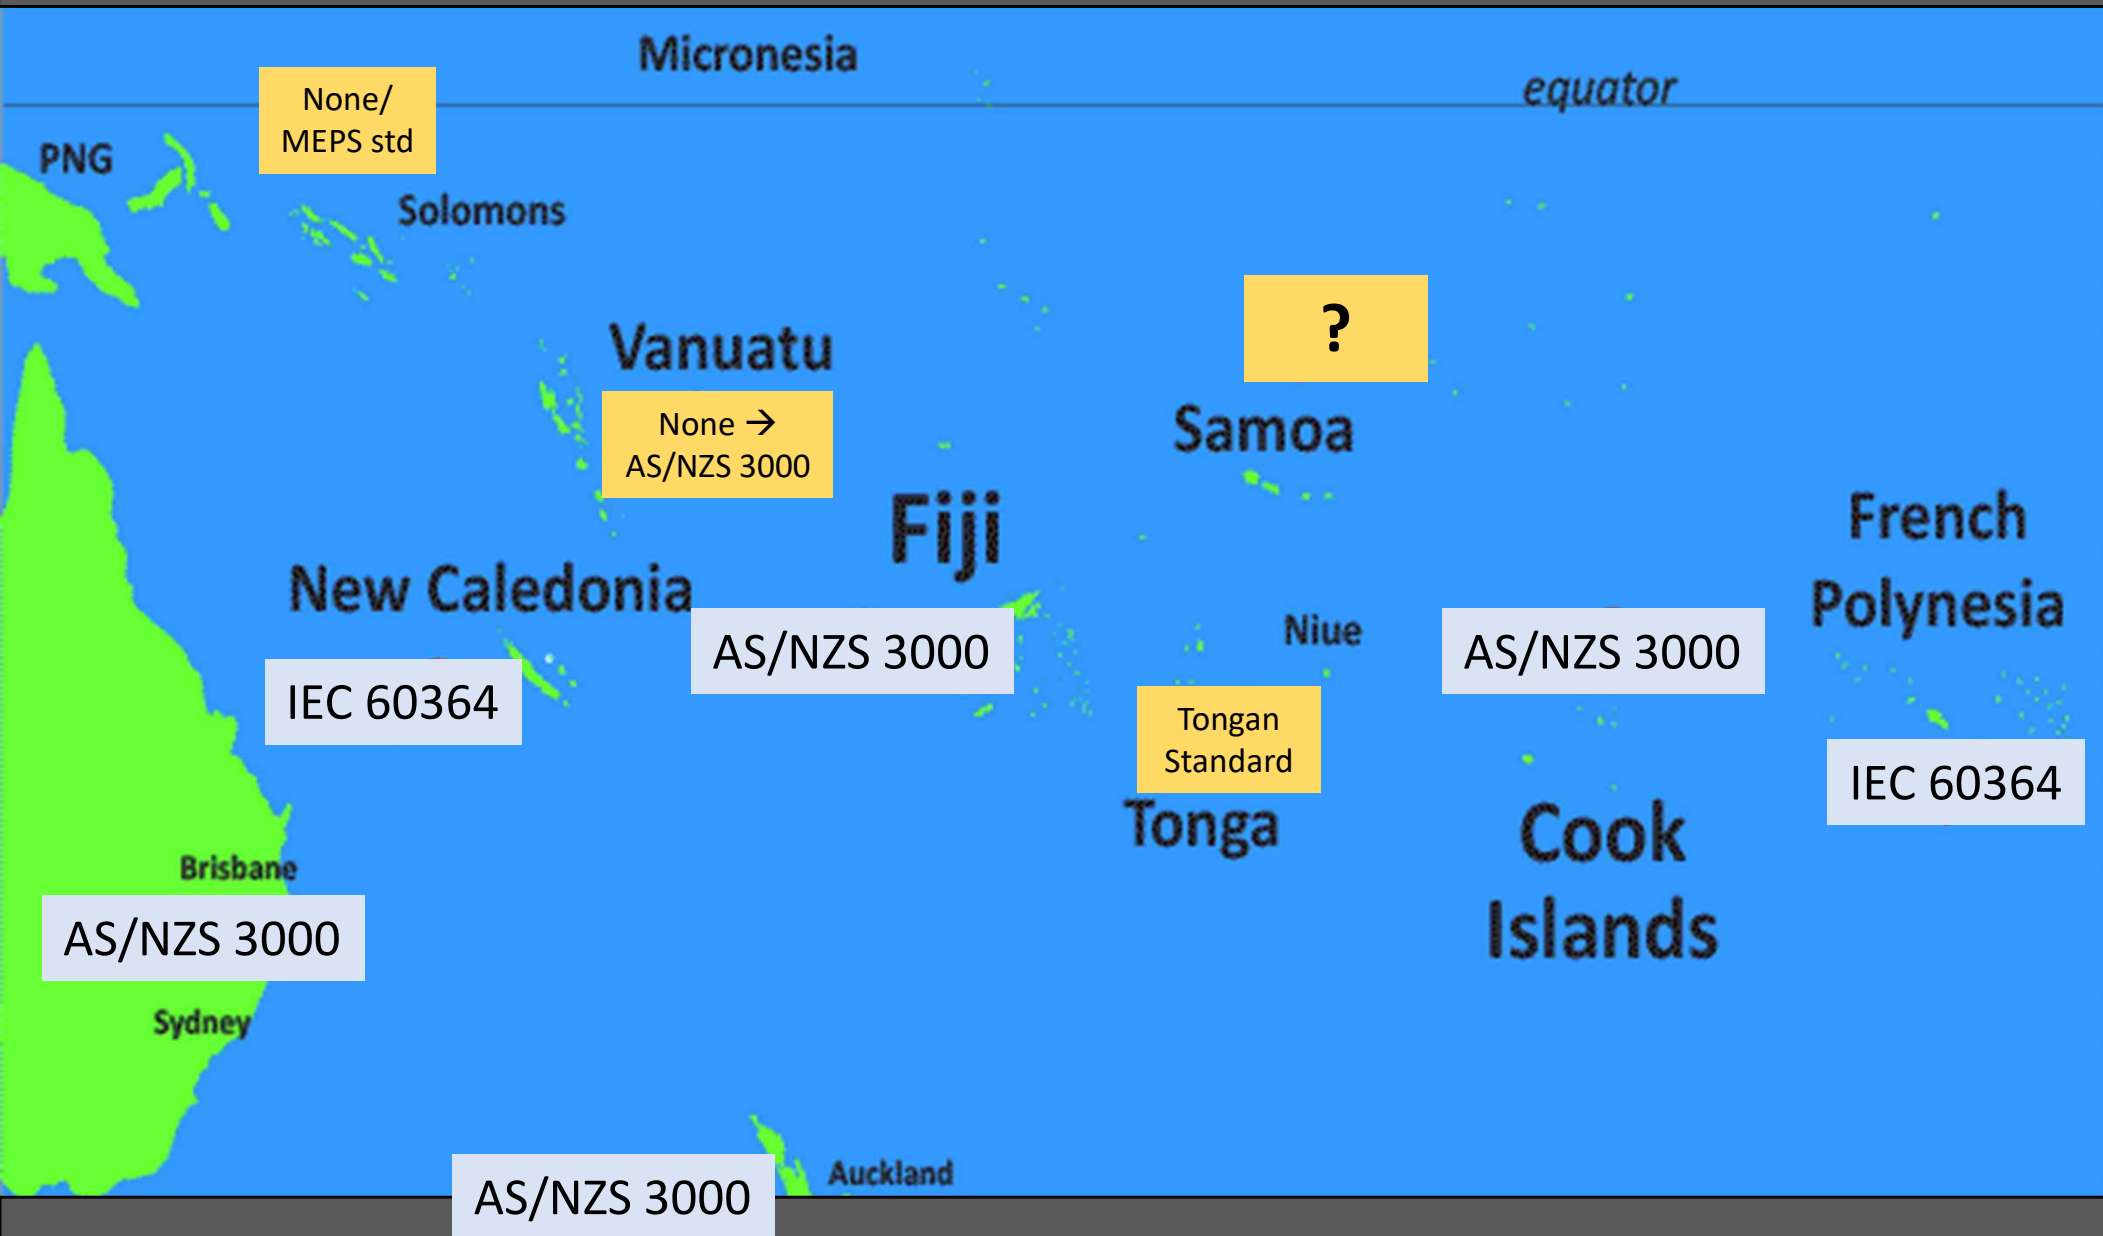 Micronesia
equator
None/
MEPS std
PNG
Solomons
?
Vanuatu
None →
AS/NZS 3000
Samoa
Fiji
French
Polynesia
New Caledonia
IEC 60364
AS/NZS 3000
Niue
AS/NZS 3000
Tongan
Standard
Tonga
IEC 60364
Cook
Islands
Brisbane
AS/NZS 3000
Sydney
Auckland
AS/NZS 3000